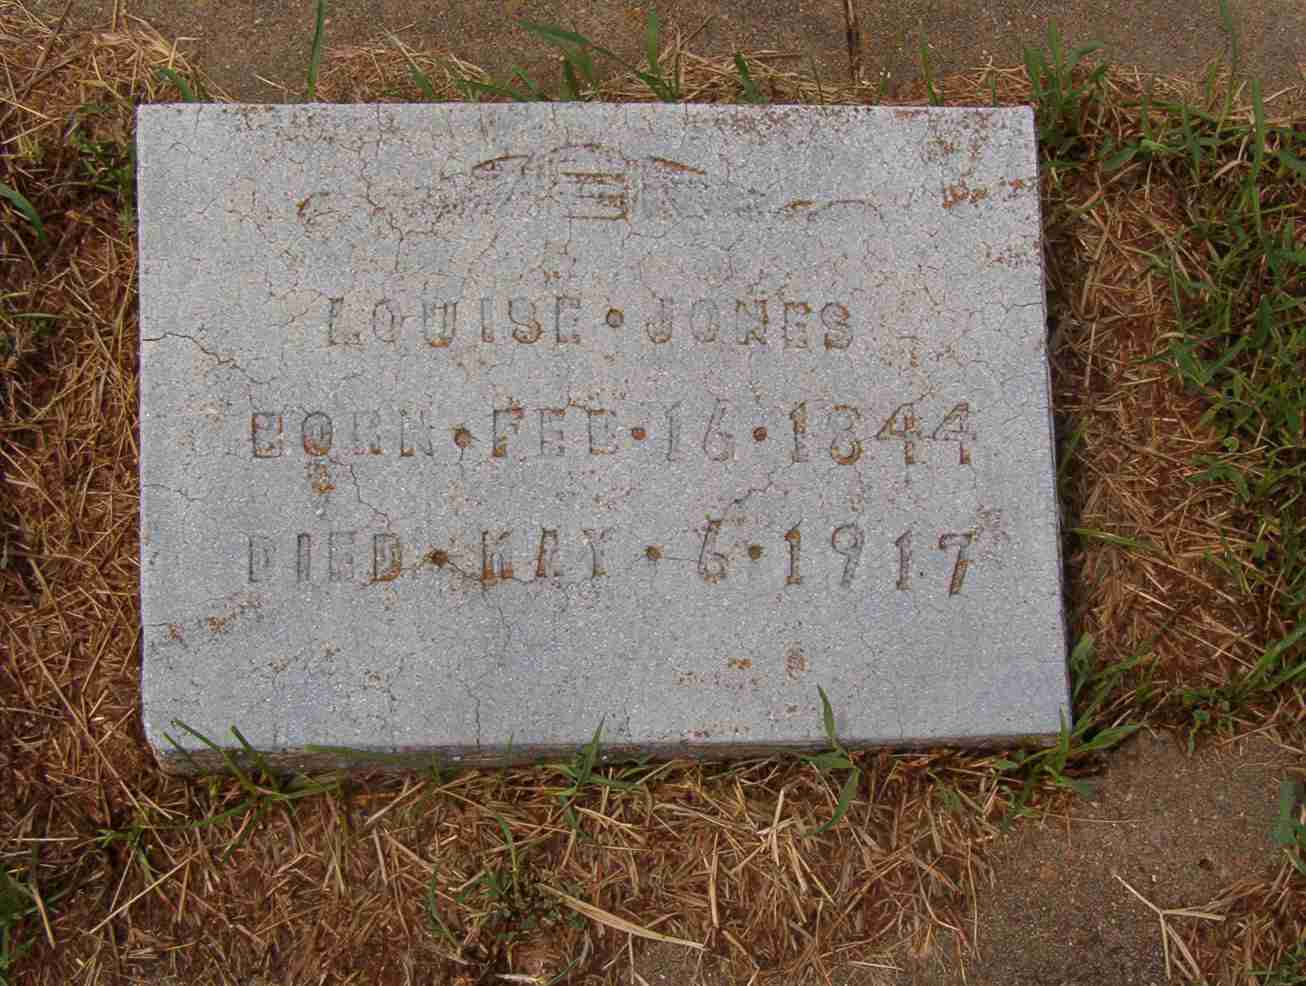 LOUISE · JONES
BORN · FEB · 16 · 1844
DIED · MAY · 6 · 1917